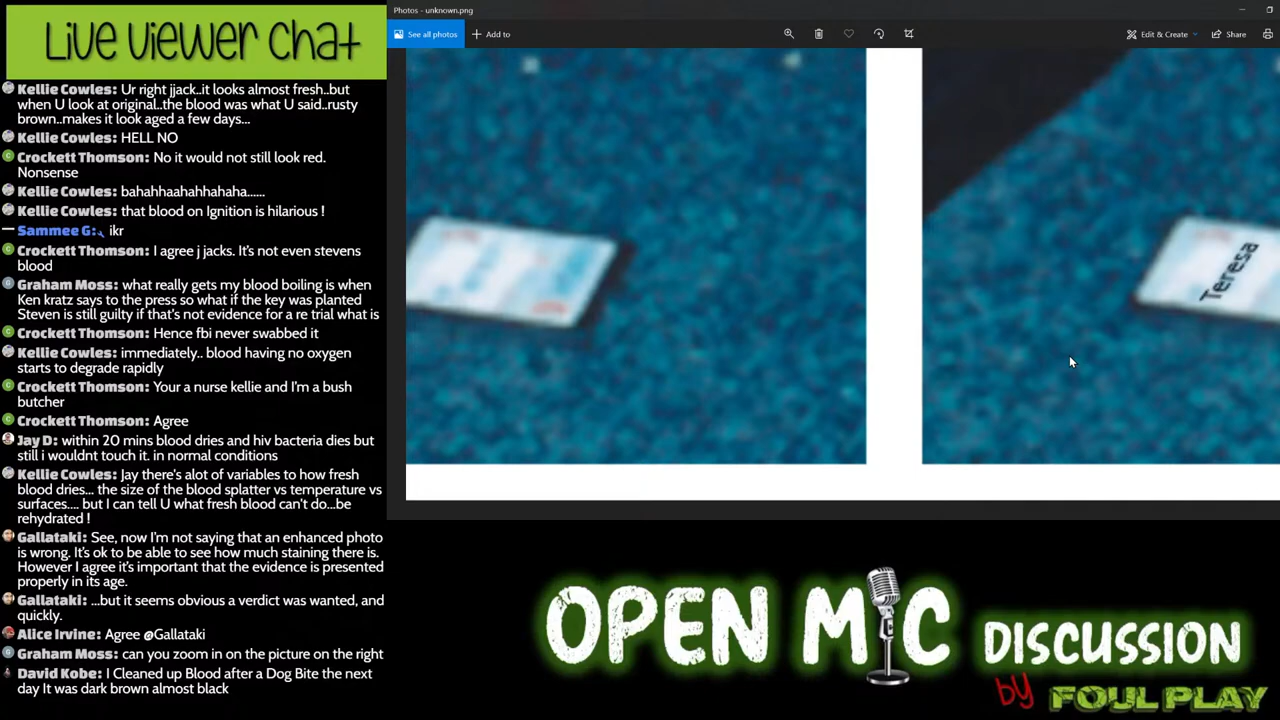 Live viewer chat
Kellie Cowles: Ur right jjack..it looks almost fresh..but
when U look at original..the blood was what U said..rusty
brown..makes it look aged a few days...
Kellie Cowles: HELL NO
Crockett Thomson: No it would not still look red.
Nonsense
Kellie Cowles: bahahhaahahhahaha......
Kellie Cowles: that blood on Ignition is hilarious !
Sammee G: ikr
Crockett Thomson: I agree j jacks. It's not even stevens
blood
Graham Moss: what really gets my blood boiling is when
Ken kratz says to the press so what if the key was planted
Steven is still guilty if that's not evidence for a re trial what is
Crockett Thomson: Hence fbi never swabbed it
Kellie Cowles: immediately.. blood having no oxygen
starts to degrade rapidly
Crockett Thomson: Your a nurse kellie and I'm a bush
butcher
Crockett Thomson: Agree
Jay D: within 20 mins blood dries and hiv bacteria dies but
still i wouldnt touch it. in normal conditions
Kellie Cowles: Jay there's alot of variables to how fresh
blood dries... the size of the blood splatter vs temperature vs
surfaces.... but I can tell U what fresh blood can't do...be
rehydrated !
Gallataki: See, now I'm not saying that an enhanced photo
is wrong. It's ok to be able to see how much staining there is.
However I agree it's important that the evidence is presented
properly in its age.
Gallataki: ...but it seems obvious a verdict was wanted, and
quickly.
Alice Irvine: Agree @Gallataki
Graham Moss: can you zoom in on the picture on the right
David Kobe: I Cleaned up Blood after a Dog Bite the next
day It was dark brown almost black
Photos - unknown.png
See all photos
Add to
Edit & Create
Share
Teresa
OPEN MIC
DISCUSSION
by FOUL PLAY